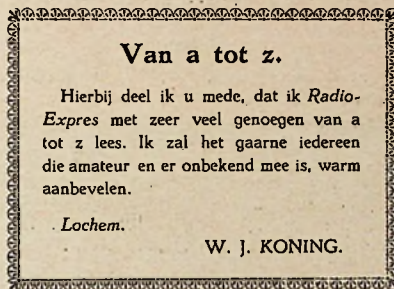 Van a tot z.
Hierbij deel ik u mede, dat ik Radio-
Expres met zeer veel genoegen van a
tot z lees. Ik zal het gaarne iedereen
die amateur en er onbekend mee is, warm
aanbevelen.
Lochem.
W. J. KONING.